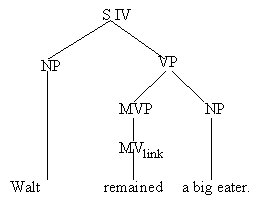 S IV
NP VP
MVP NP
MVlink
Walt remained a big eater.